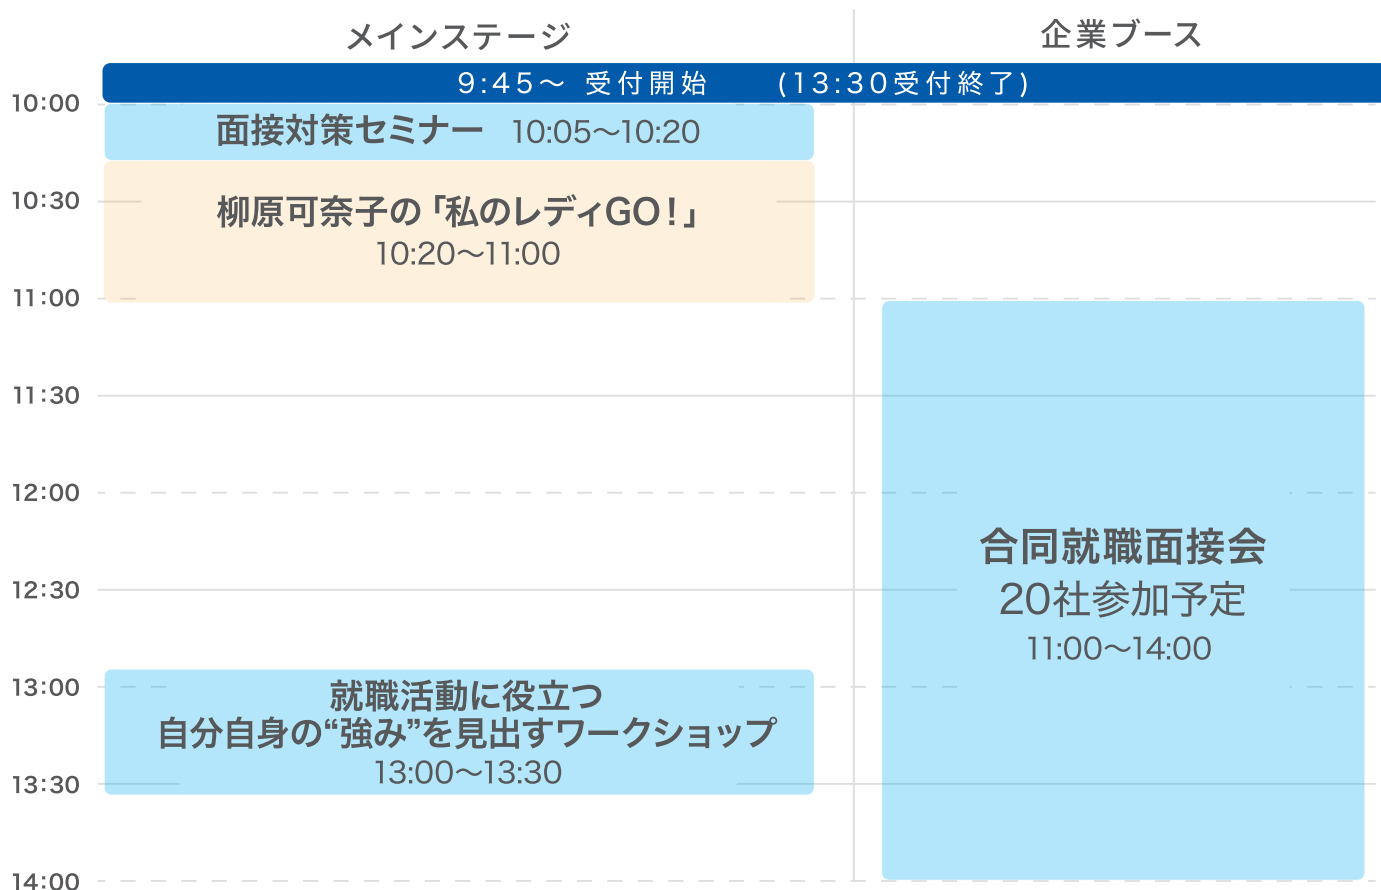 メインステージ
企業ブース
9:45〜 受付開始 (13:30受付終了)
10:00
面接対策セミナー 10:05〜10:20
10:30
柳原可奈子の「私のレディGO!」
10:20〜11:00
11:00
11:30
12:00
合同就職面接会
12:30
20社参加予定
11:00〜14:00
13:00
就職活動に役立つ
自分自身の“強み”を見出すワークショップ
13:00〜13:30
13:30
14:00